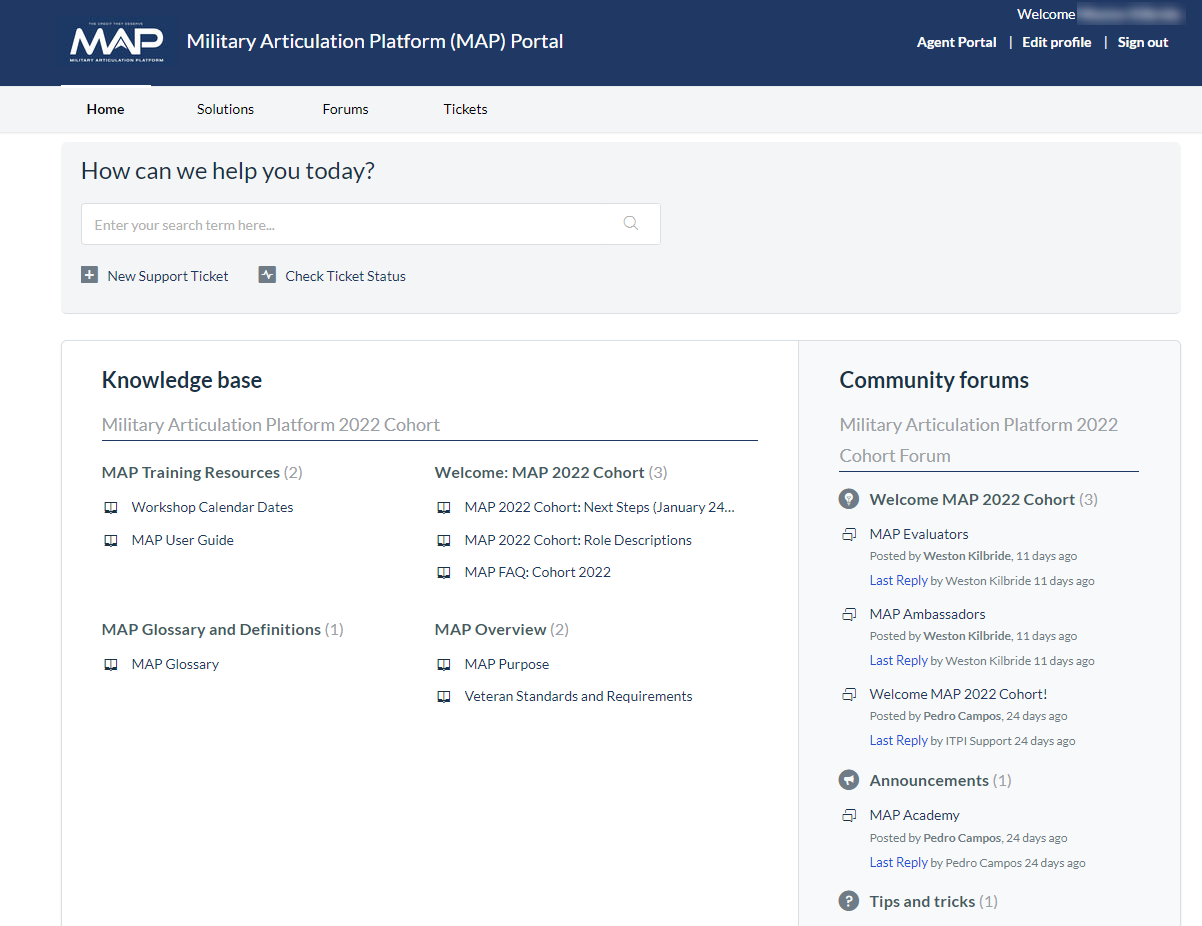 THE CREDIT THEY DESERVE
MAP
MILITARY ARTICULATION PLATFORM
Military Articulation Platform (MAP) Portal
Welcome
Agent Portal | Edit profile | Sign out
Home Solutions Forums Tickets
How can we help you today?
Enter your search term here...
New Support Ticket Check Ticket Status
Knowledge base
Military Articulation Platform 2022 Cohort
MAP Training Resources (2)
Workshop Calendar Dates
MAP User Guide
Welcome: MAP 2022 Cohort (3)
MAP 2022 Cohort: Next Steps (January 24...
MAP 2022 Cohort: Role Descriptions
MAP FAQ: Cohort 2022
MAP Glossary and Definitions (1)
MAP Glossary
MAP Overview (2)
MAP Purpose
Veteran Standards and Requirements
Community forums
Military Articulation Platform 2022
Cohort Forum
Welcome MAP 2022 Cohort (3)
MAP Evaluators
Posted by Weston Kilbride, 11 days ago
Last Reply by Weston Kilbride 11 days ago
MAP Ambassadors
Posted by Weston Kilbride, 11 days ago
Last Reply by Weston Kilbride 11 days ago
Welcome MAP 2022 Cohort!
Posted by Pedro Campos, 24 days ago
Last Reply by ITPI Support 24 days ago
Announcements (1)
MAP Academy
Posted by Pedro Campos, 24 days ago
Last Reply by Pedro Campos 24 days ago
Tips and tricks (1)